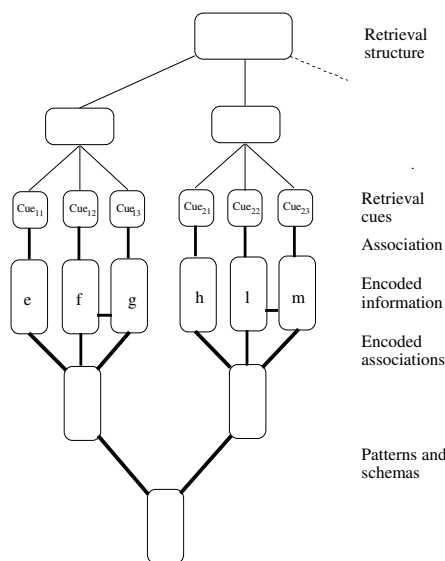 Retrieval
structure
Cue11 Cue12 Cue13 Cue21 Cue22 Cue23
Retrieval
cues
Association
e f g h l m
Encoded
information
Encoded
associations
Patterns and
schemas